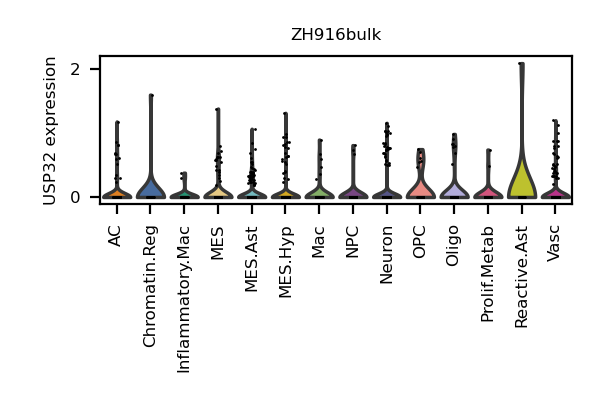 ZH916bulk
USP32 expression
2
0
AC
Chromatin.Reg
Inflammatory.Mac
MES
MES.Ast
MES.Hyp
Mac
NPC
Neuron
OPC
Oligo
Prolif.Metab
Reactive.Ast
Vasc